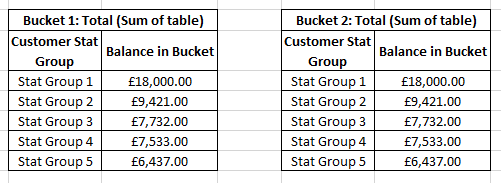 Bucket 1: Total (Sum of table)
Customer Stat Group Balance in Bucket
Stat Group 1 £18,000.00
Stat Group 2 £9,421.00
Stat Group 3 £7,732.00
Stat Group 4 £7,533.00
Stat Group 5 £6,437.00
Bucket 2: Total (Sum of table)
Customer Stat Group Balance in Bucket
Stat Group 1 £18,000.00
Stat Group 2 £9,421.00
Stat Group 3 £7,732.00
Stat Group 4 £7,533.00
Stat Group 5 £6,437.00